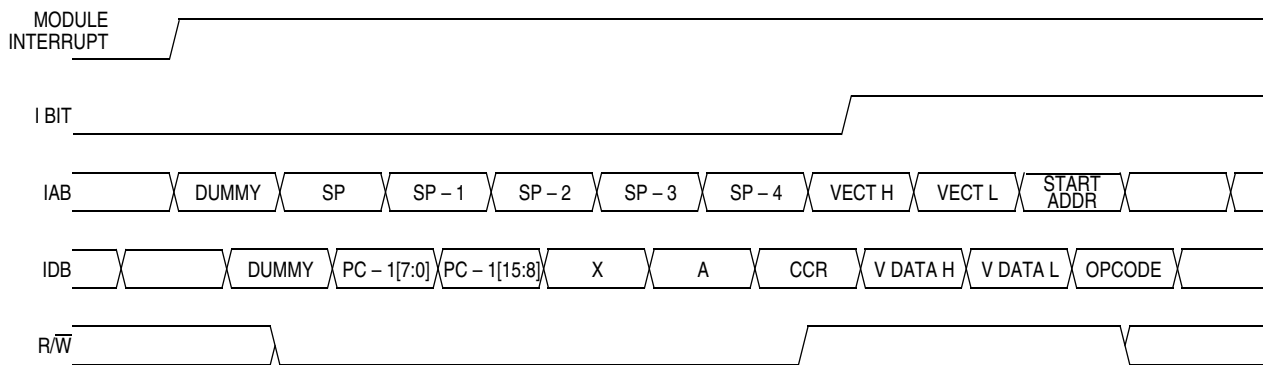 MODULE
INTERRUPT
I BIT
IAB DUMMY SP SP – 1 SP – 2 SP – 3 SP – 4 VECT H VECT L START
ADDR
IDB DUMMY PC – 1[7:0] PC – 1[15:8] X A CCR V DATA H V DATA L OPCODE
R/W̅